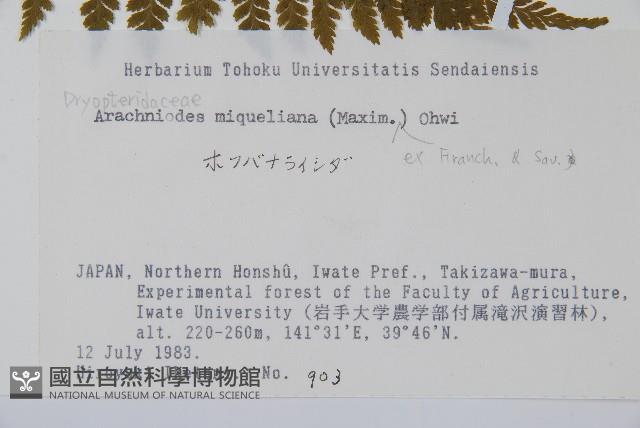 Herbarium Tohoku Universitatis Sendaiensis
Dryopteridaceae
Arachniodes miqueliana (Maxim.) Ohwi
ex Franch. & Sav.
ホソバナライシダ
JAPAN, Northern Honshû, Iwate Pref., Takizawa-mura,
Experimental forest of the Faculty of Agriculture,
Iwate University (岩手大学農学部付属滝沢演習林),
alt. 220-260m, 141°31'E, 39°46'N.
12 July 1983.
No. 903
國立自然科學博物館
NATIONAL MUSEUM OF NATURAL SCIENCE